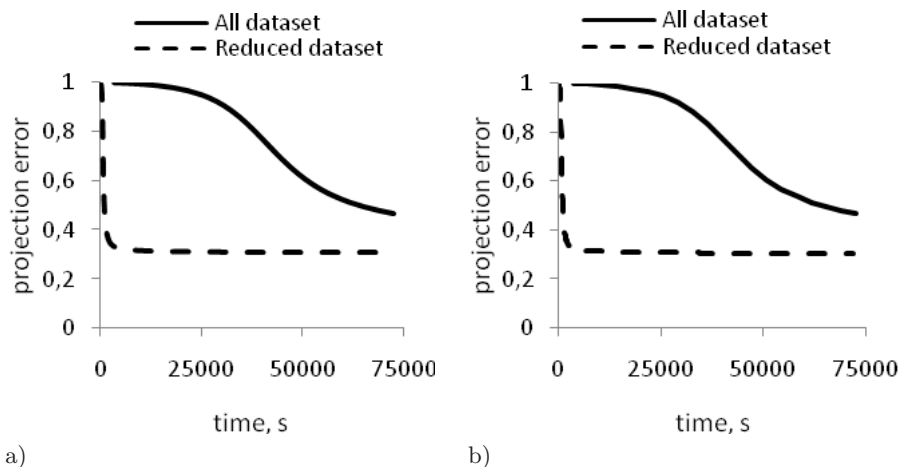 All dataset
Reduced dataset
1
0,8
0,6
0,4
0,2
0
projection error
0 25000 50000 75000
time, s
a)
All dataset
Reduced dataset
1
0,8
0,6
0,4
0,2
0
projection error
0 25000 50000 75000
time, s
b)